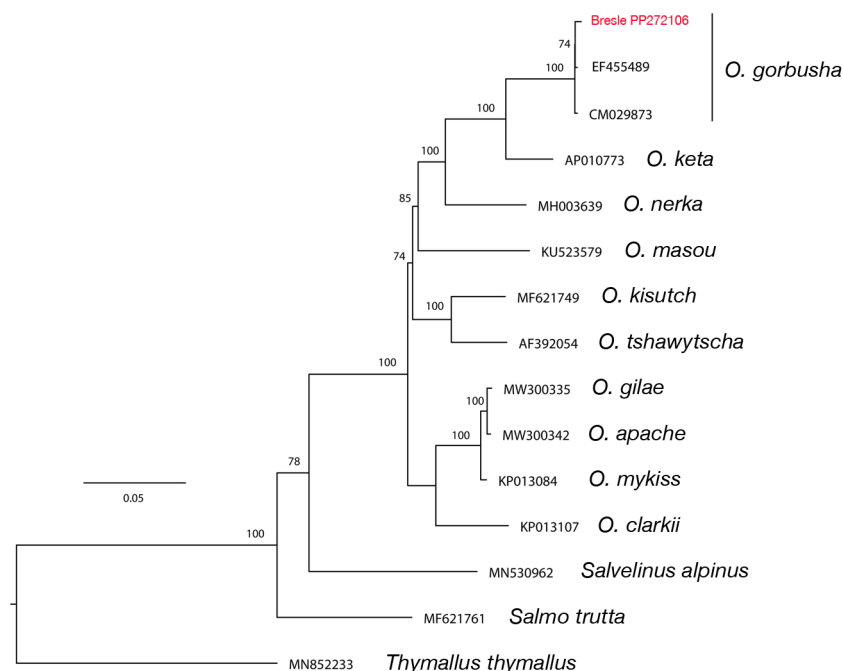 Bresle PP272106
74
EF455489
O. gorbusha
100
CM029873
100
AP010773 O. keta
100
MH003639 O. nerka
85
KU523579 O. masou
74
MF621749 O. kisutch
100
AF392054 O. tshawytscha
100
MW300335 O. gilae
100
MW300342 O. apache
100
KP013084 O. mykiss
78
KP013107 O. clarkii
0.05
100
MN530962 Salvelinus alpinus
MF621761 Salmo trutta
MN852233 Thymallus thymallus